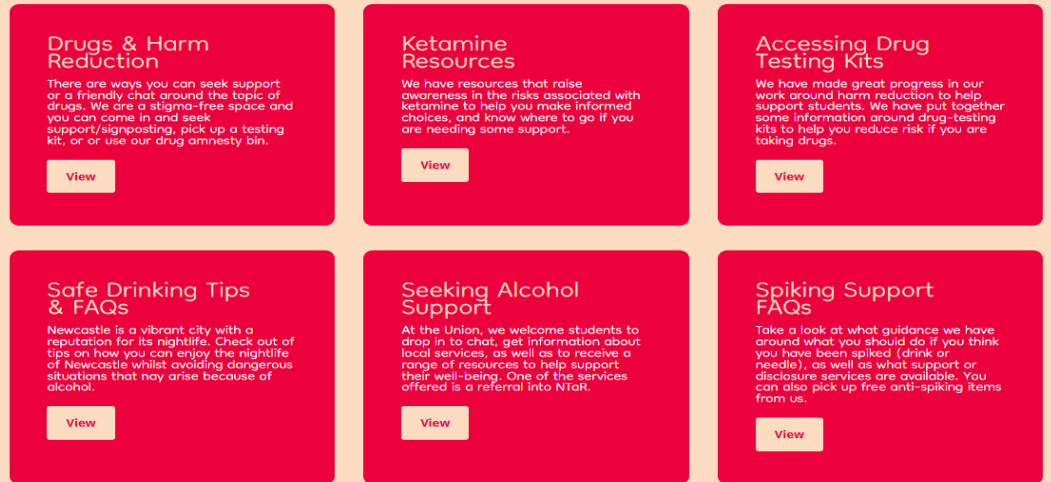 Drugs & Harm
Reduction
There are ways you can seek support
or a friendly chat around the topic of
drugs. We are a stigma-free space and
you can come in and seek
support/signposting, pick up a testing
kit, or or use our drug amnesty bin.
View
Ketamine
Resources
We have resources that raise
awareness in the risks associated with
ketamine to help you make informed
choices, and know where to go if you
are needing some support.
View
Accessing Drug
Testing Kits
We have made great progress in our
work around harm reduction to help
support students. We have put together
some information around drug-testing
kits to help you reduce risk if you are
taking drugs.
View
Safe Drinking Tips
& FAQs
Newcastle is a vibrant city with a
reputation for its nightlife. Check out of
tips on how you can enjoy the nightlife
of Newcastle whilst avoiding dangerous
situations that nay arise because of
alcohol.
View
Seeking Alcohol
Support
At the Union, we welcome students to
drop in to chat, get information about
local services, as well as to receive a
range of resources to help support
their well-being. One of the services
offered is a referral into NTaR.
View
Spiking Support
FAQs
Take a look at what guidance we have
around what you should do if you think
you have been spiked (drink or
needle), as well as what support or
disclosure services are available. You
can also pick up free anti-spiking items
from us.
View